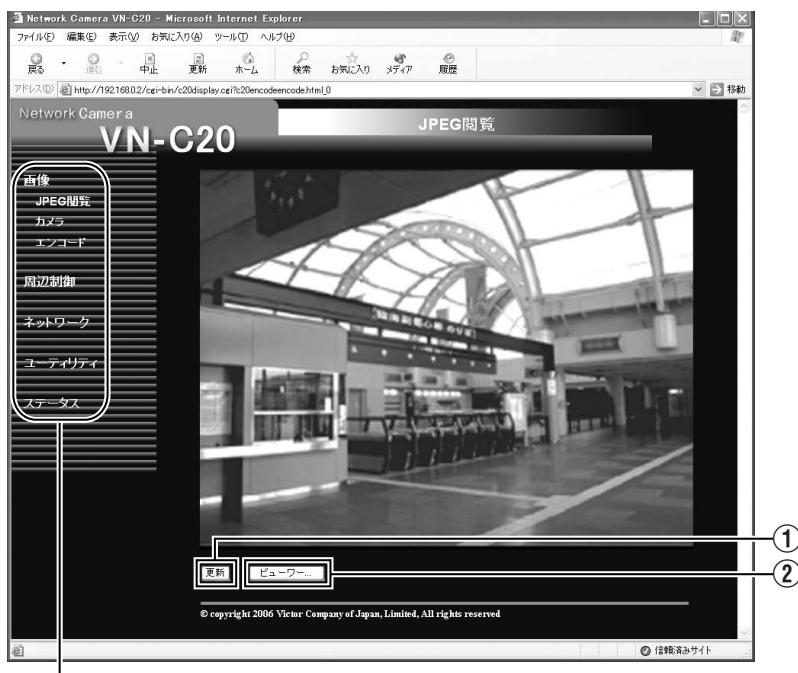 Network Camera VN-C20 - Microsoft Internet Explorer
ファイル(F) 編集(E) 表示(V) お気に入り(A) ツール(T) ヘルプ(H)
戻る 進む 中止 更新 ホーム 検索 お気に入り メディア 履歴
アドレス(D) http://192.168.0.2/cgi-bin/c20display.cgi?c20encodeencode.html_0 移動
Network Camera
VN-C20
JPEG閲覧
画像
JPEG閲覧
カメラ
エンコード
周辺制御
ネットワーク
ユーティリティ
ステータス
①
更新 ビューワー...
②
© copyright 2006 Victor Company of Japan, Limited, All rights reserved
信頼済みサイト